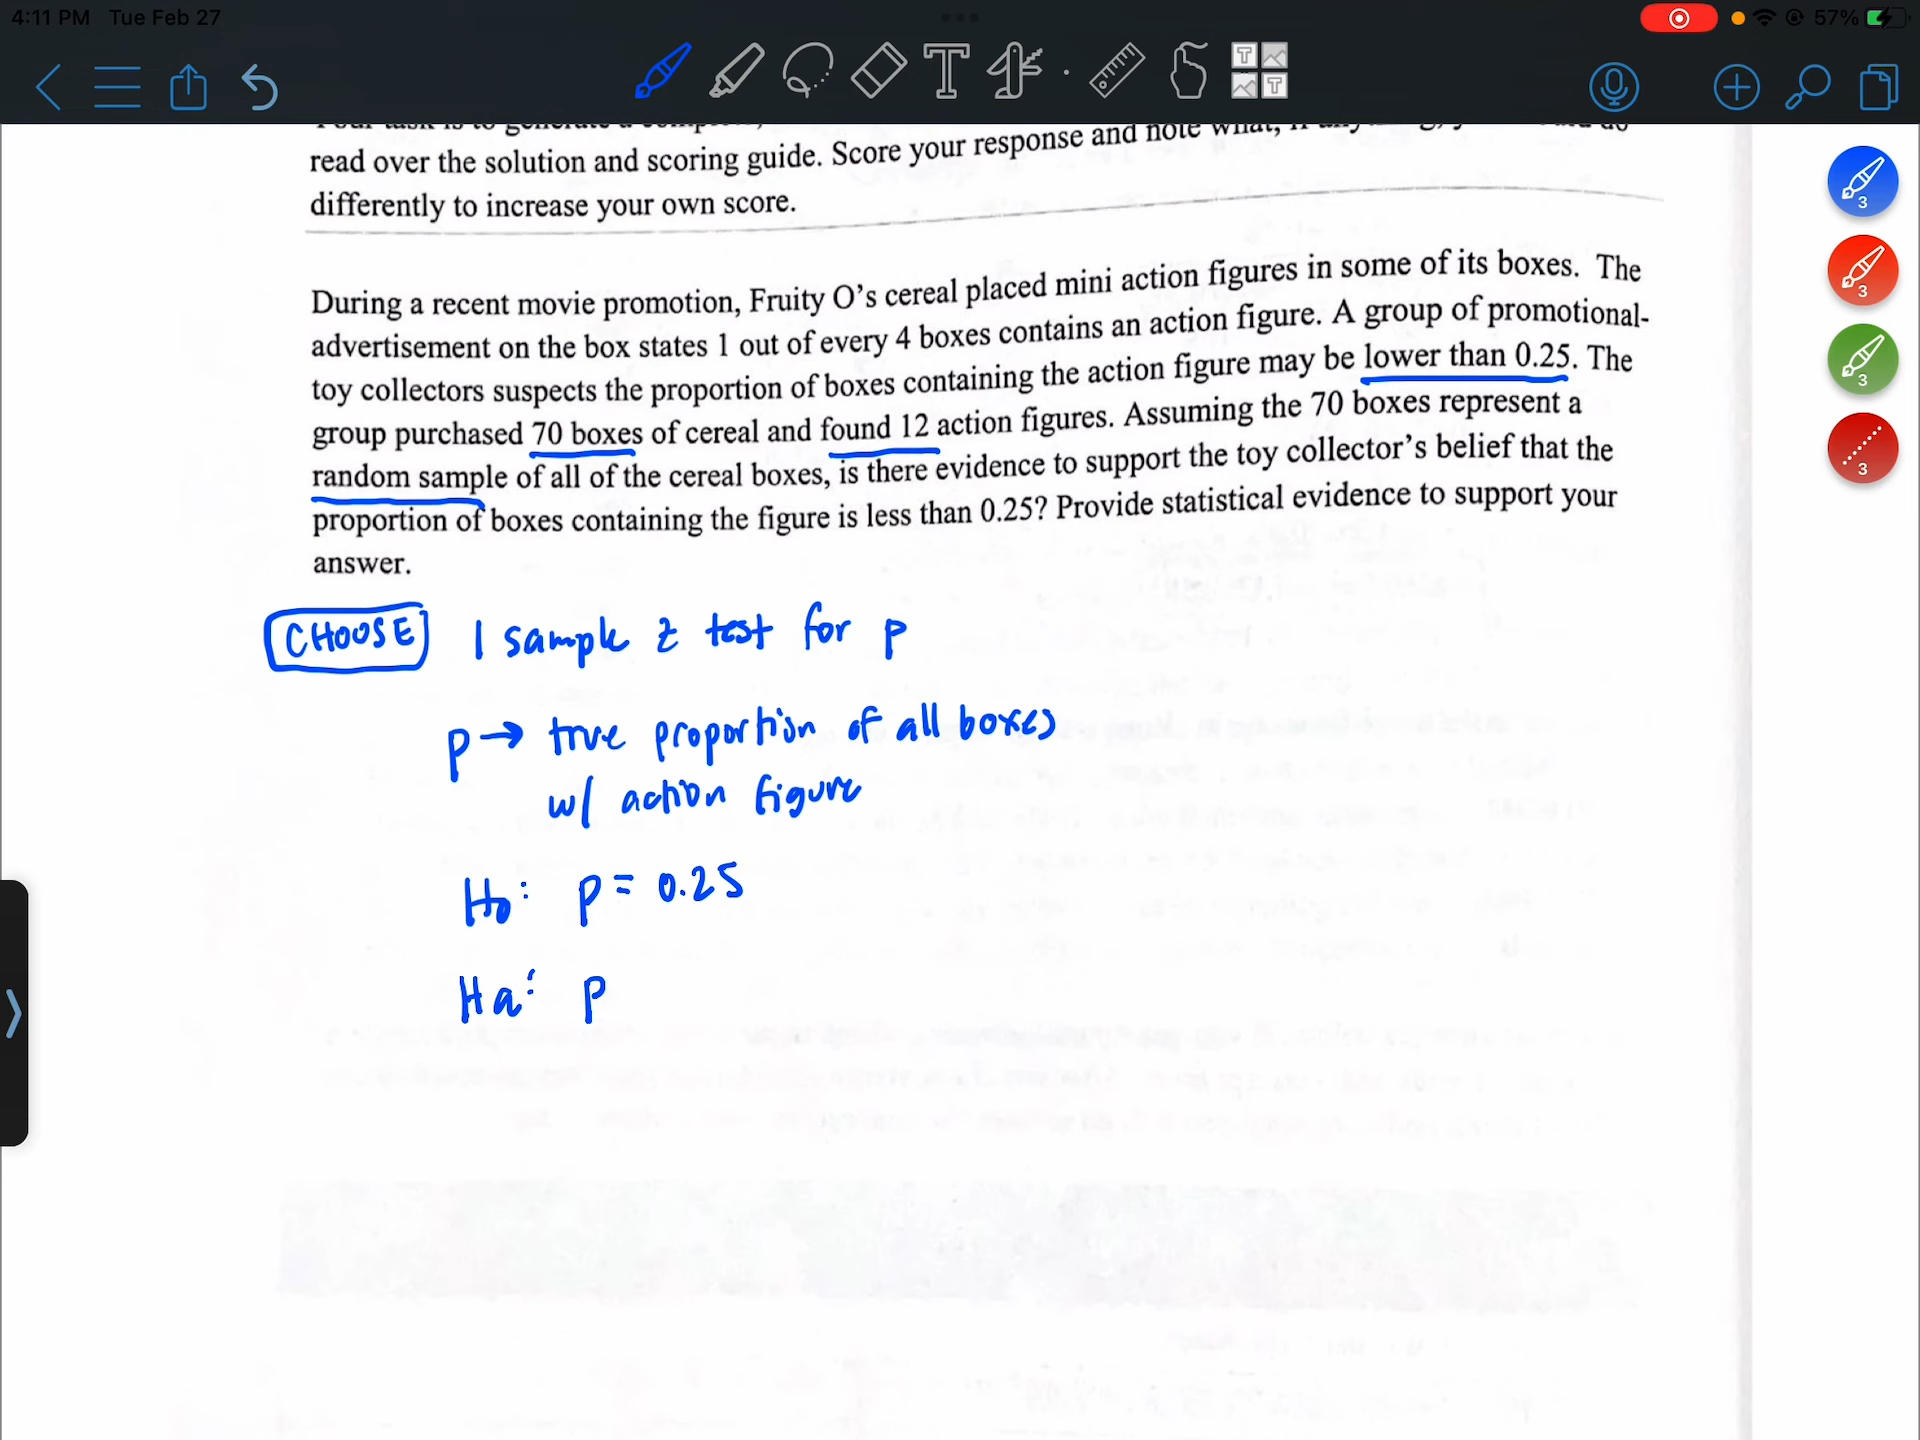 4:11 PM Tue Feb 27
57%
read over the solution and scoring guide. Score your response and note what,
differently to increase your own score.
During a recent movie promotion, Fruity O's cereal placed mini action figures in some of its boxes. The
advertisement on the box states 1 out of every 4 boxes contains an action figure. A group of promotional-
toy collectors suspects the proportion of boxes containing the action figure may be lower than 0.25. The
group purchased 70 boxes of cereal and found 12 action figures. Assuming the 70 boxes represent a
random sample of all of the cereal boxes, is there evidence to support the toy collector's belief that the
proportion of boxes containing the figure is less than 0.25? Provide statistical evidence to support your
answer.
CHOOSE 1 sample z test for p
p → true proportion of all boxes
w/ action figure
Ho: p = 0.25
Ha: p
3
3
3
3